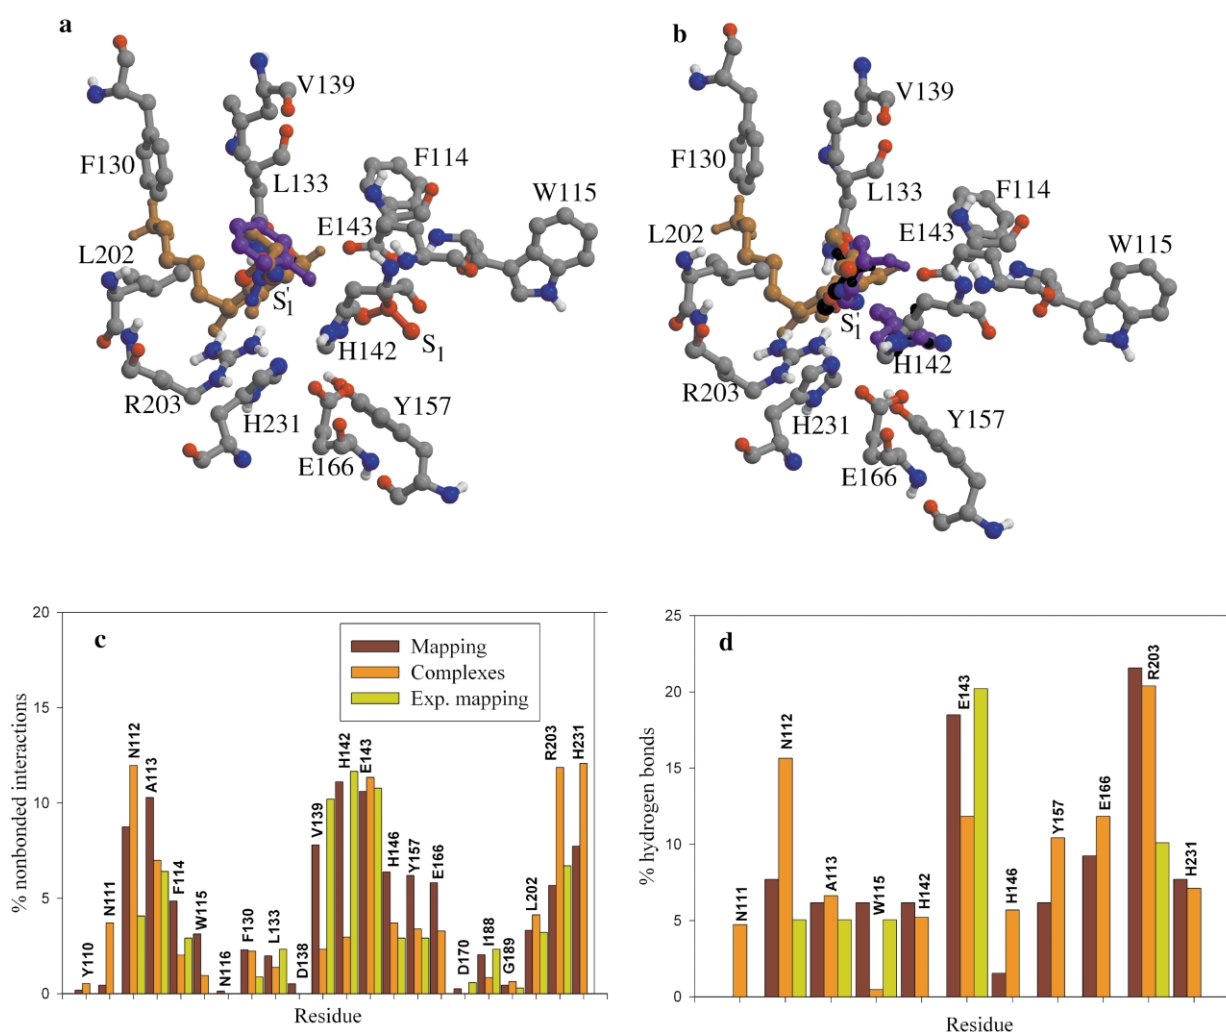 a
V139
F130
F114
L133
W115
E143
L202
S1'
S1
H142
R203
Y157
H231
E166
b
V139
F130
L133
F114
E143
L202
W115
S1'
H142
R203
H231
Y157
E166
c
20
15
10
5
0
% nonbonded interactions
Mapping
Complexes
Exp. mapping
Y110
N111
N112
A113
F114
W115
N116
F130
L133
D138
V139
H142
E143
H146
Y157
E166
D170
I188
G189
L202
R203
H231
Residue
d
25
20
15
10
5
0
% hydrogen bonds
N111
N112
A113
W115
H142
E143
H146
Y157
E166
R203
H231
Residue